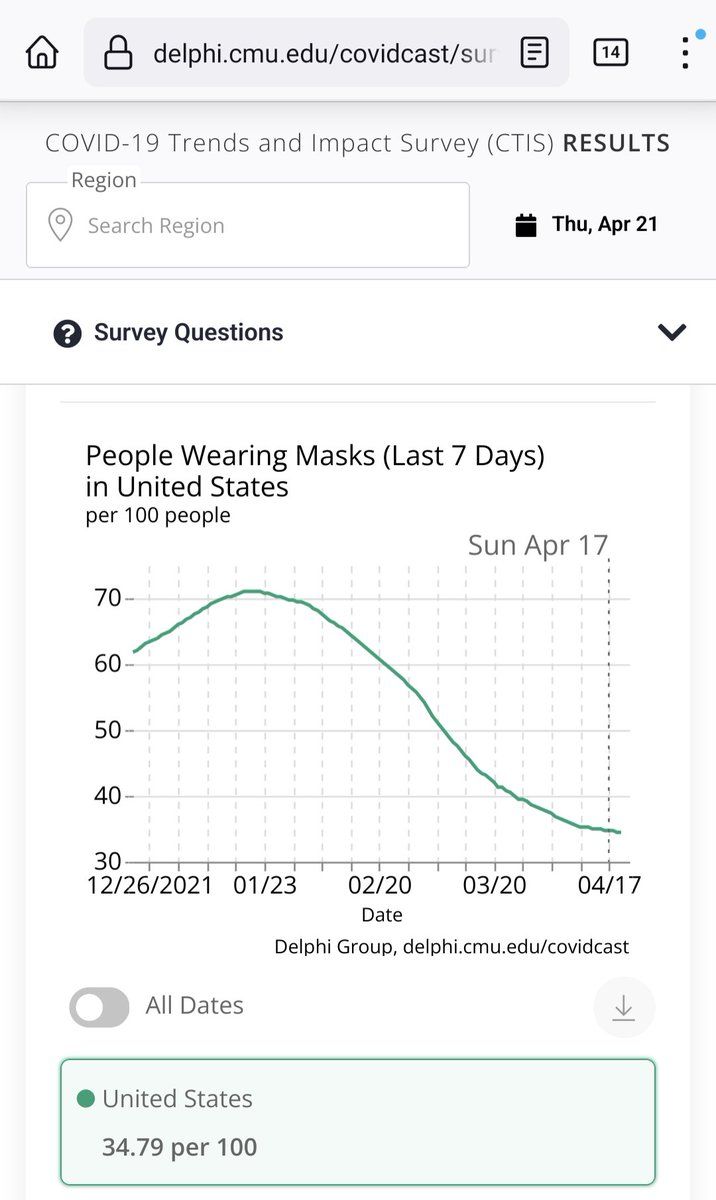 delphi.cmu.edu/covidcast/sur
14
COVID-19 Trends and Impact Survey (CTIS) RESULTS
Region
Search Region
Thu, Apr 21
? Survey Questions
People Wearing Masks (Last 7 Days)
in United States
per 100 people
Sun Apr 17
70
60
50
40
30
12/26/2021 01/23 02/20 03/20 04/17
Date
Delphi Group, delphi.cmu.edu/covidcast
All Dates
United States
34.79 per 100